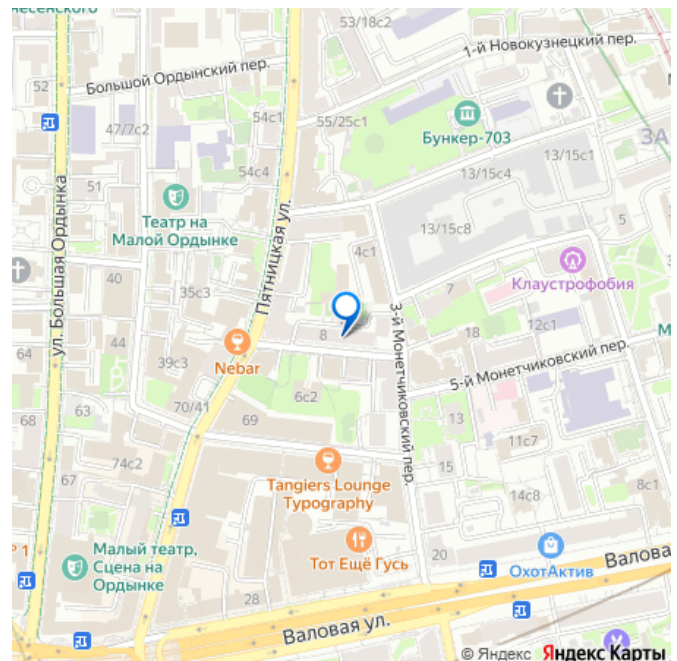 несенского
53/18с2
1-й Новокузнецкий пер.
Большой Ордынский пер.
52
54с1
47/7с2
55/25с1
Бункер-703
ЗА
13/15с1
54с4
13/15с4
51
Театр на
Малой Ордынке
ул. Большая Ордынка
Пятницкая ул.
13/15с8
5
4с1
40
Клаустрофобия
35с3
7
3-й Монетчиковский пер.
12с1
8
18
М
39с3
Nebar
5-й Монетчиковский пер.
6с2
70/41
64
63
69
13
68
11с7
74с2
15
67
Tangiers Lounge
Typography
14с8
8с1
Р 1
Малый театр,
Сцена на
Ордынке
Тот Ещё Гусь
20
ОхотАктив
Валова
28
Валовая ул.
© Яндекс Яндекс Карты